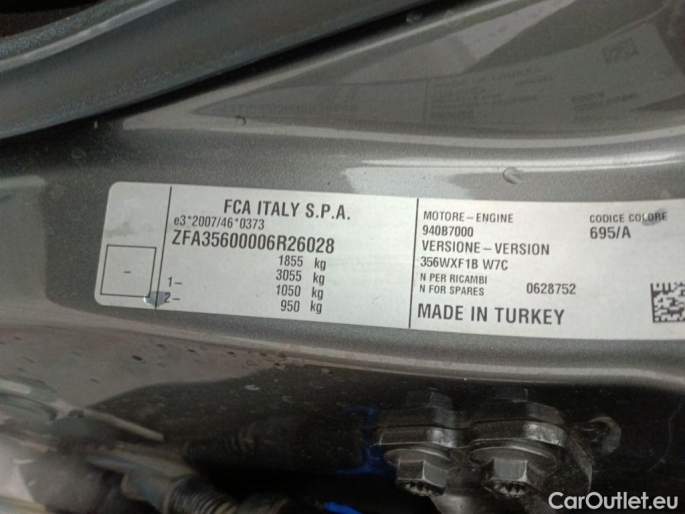 FCA ITALY S.P.A.
e3*2007/46*0373
ZFA35600006R26028
1855 kg
1– 3055 kg
1050 kg
2– 950 kg
MOTORE–ENGINE
940B7000
VERSIONE–VERSION
356WXF1B W7C
N PER RICAMBI
N FOR SPARES 0628752
MADE IN TURKEY
CODICE COLORE
695/A
CarOutlet.eu